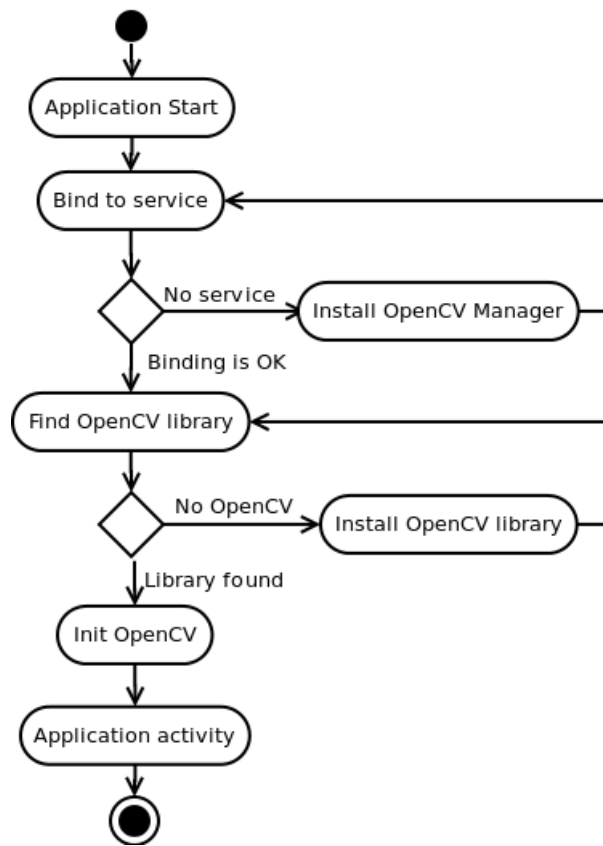 Application Start
Bind to service
No service
Install OpenCV Manager
Binding is OK
Find OpenCV library
No OpenCV
Install OpenCV library
Library found
Init OpenCV
Application activity